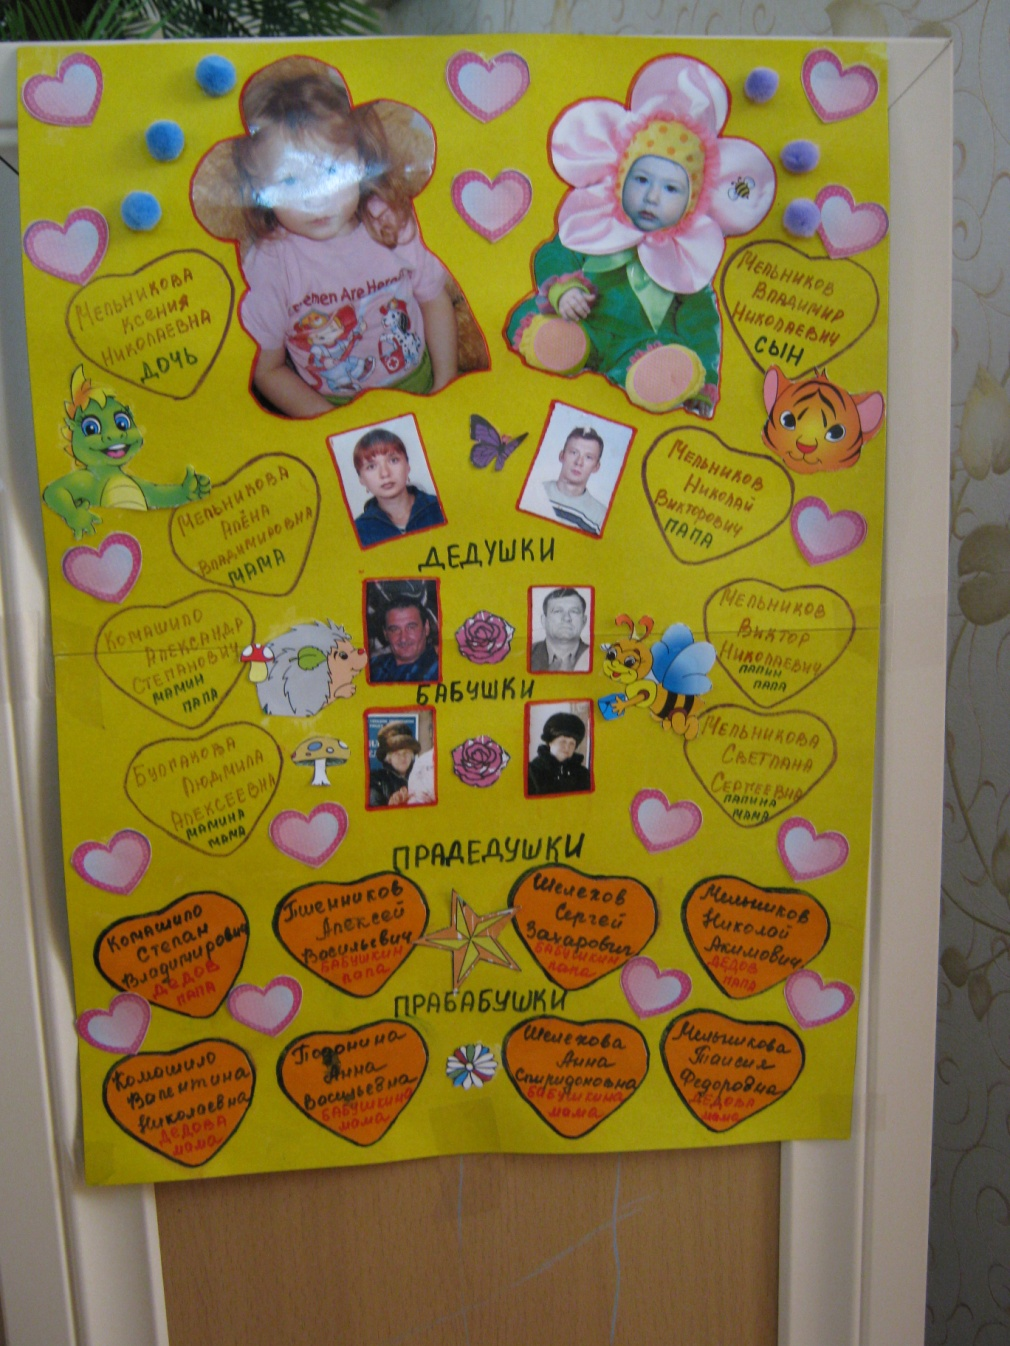 Мельникова
Ксения
Николаевна
ДОЧЬ
Firemen Are Heroes
Мельников
Владимир
Николаевич
СЫН
Мельникова
Алёна
Владимировна
МАМА
Мельников
Николай
Викторович
ПАПА
ДЕДУШКИ
Комашило
Александр
Степанович
МАМИН
ПАПА
Мельников
Виктор
Николаевич
ПАПИН
ПАПА
БАБУШКИ
Булгакова
Людмила
Алексеевна
МАМИНА
МАМА
Мельникова
Светлана
Сергеевна
ПАПИНА
МАМА
ПРАДЕДУШКИ
Комашило
Степан
Владимирович
ДЕДОВ
ПАПА
Пшенников
Алексей
Васильевич
БАБУШКИН
папа
Шелехов
Сергей
Захарович
БАБУШКИН
папа
Мельников
Николай
Акимович
ДЕДОВ
ПАПА
ПРАБАБУШКИ
Комашило
Валентина
Николаевна
ДЕДОВА
мама
Анна
Васильевна
БАБУШКИНА
мама
Шелехова
Анна
Спиридоновна
БАБУШКИНА
мама
Мельникова
Таисия
Федоровна
ДЕДОВА
мама